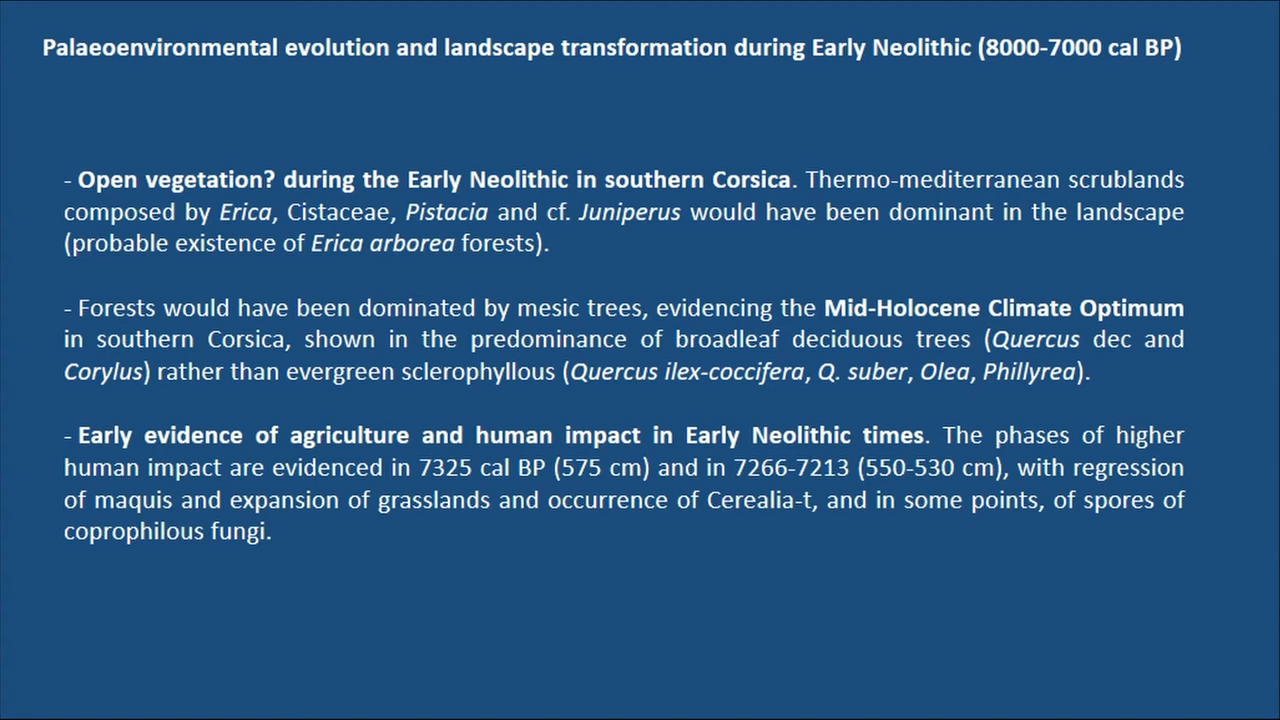 Palaeoenvironmental evolution and landscape transformation during Early Neolithic (8000-7000 cal BP)
- Open vegetation? during the Early Neolithic in southern Corsica. Thermo-mediterranean scrublands
composed by Erica, Cistaceae, Pistacia and cf. Juniperus would have been dominant in the landscape
(probable existence of Erica arborea forests).
- Forests would have been dominated by mesic trees, evidencing the Mid-Holocene Climate Optimum
in southern Corsica, shown in the predominance of broadleaf deciduous trees (Quercus dec and
Corylus) rather than evergreen sclerophyllous (Quercus ilex-coccifera, Q. suber, Olea, Phillyrea).
- Early evidence of agriculture and human impact in Early Neolithic times. The phases of higher
human impact are evidenced in 7325 cal BP (575 cm) and in 7266-7213 (550-530 cm), with regression
of maquis and expansion of grasslands and occurrence of Cerealia-t, and in some points, of spores of
coprophilous fungi.